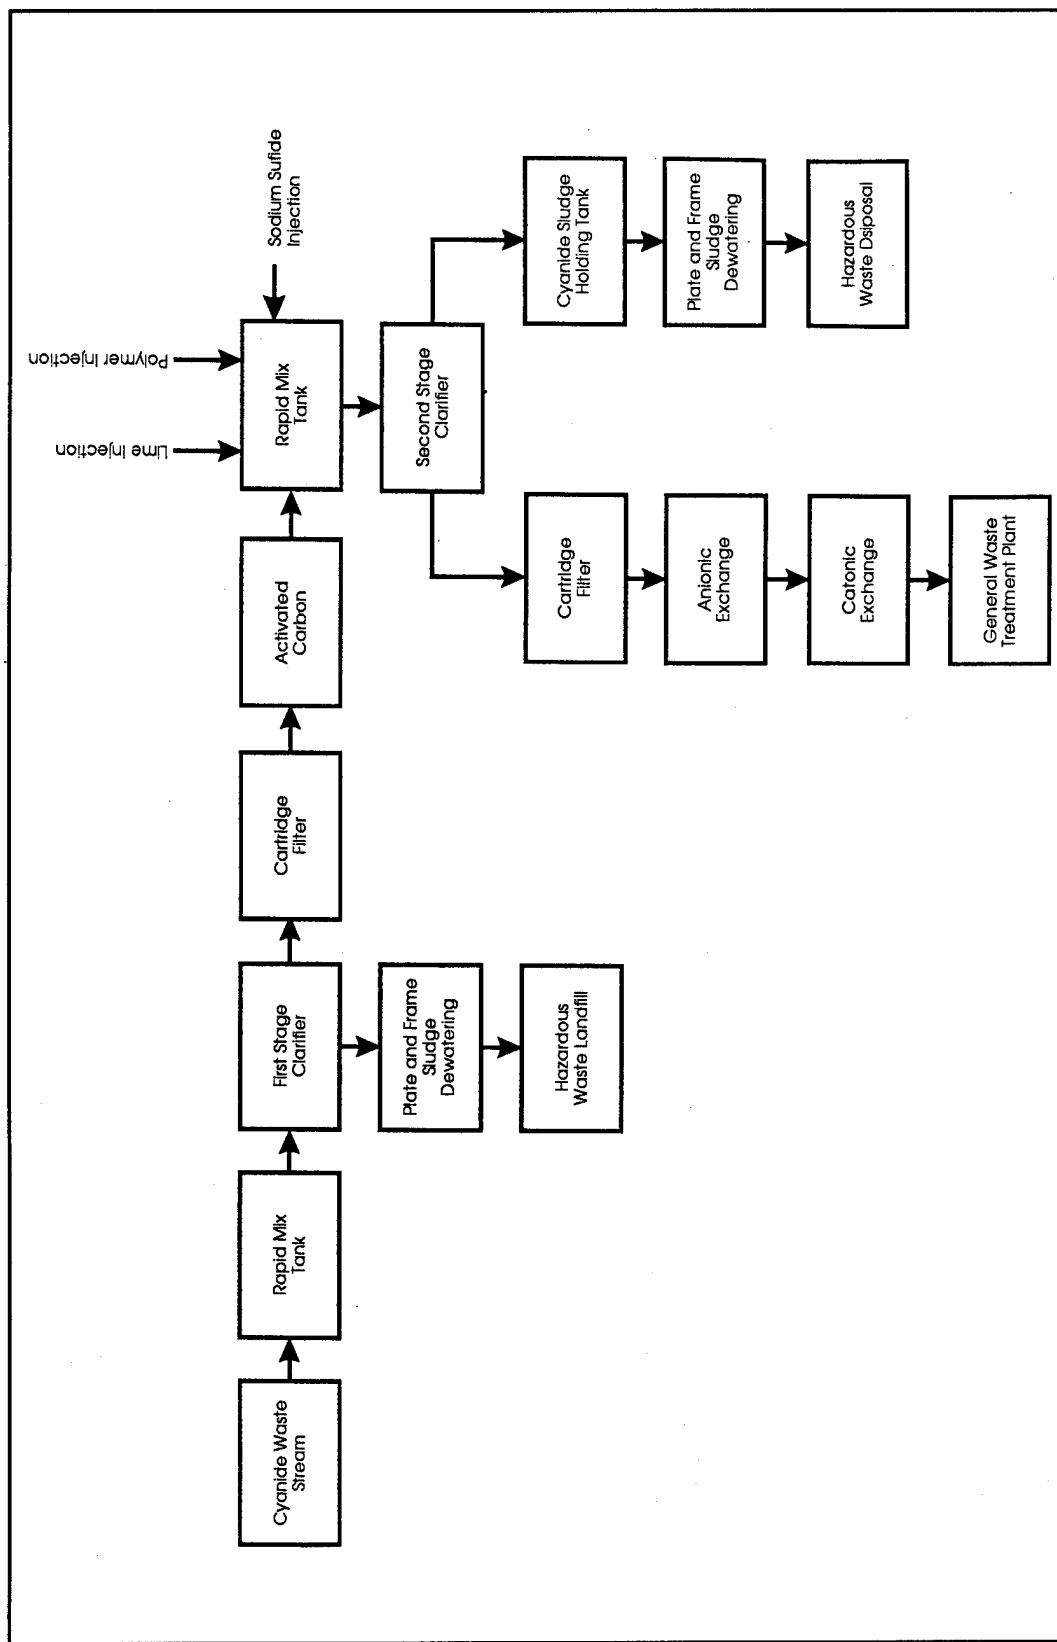 Cyanide Waste
Stream
Rapid Mix
Tank
First Stage
Clarifier
Plate and Frame
Sludge
Dewatering
Hazardous
Waste Landfill
Cartridge
Filter
Activated
Carbon
Lime Injection
Polymer Injection
Sodium Sufide
Injection
Rapid Mix
Tank
Second Stage
Clarifier
Cartridge
Filter
Anionic
Exchange
Catonic
Exchange
General Waste
Treatment Plant
Cyanide Sludge
Holding Tank
Plate and Frame
Sludge
Dewatering
Hazardous
Waste Dsiposal